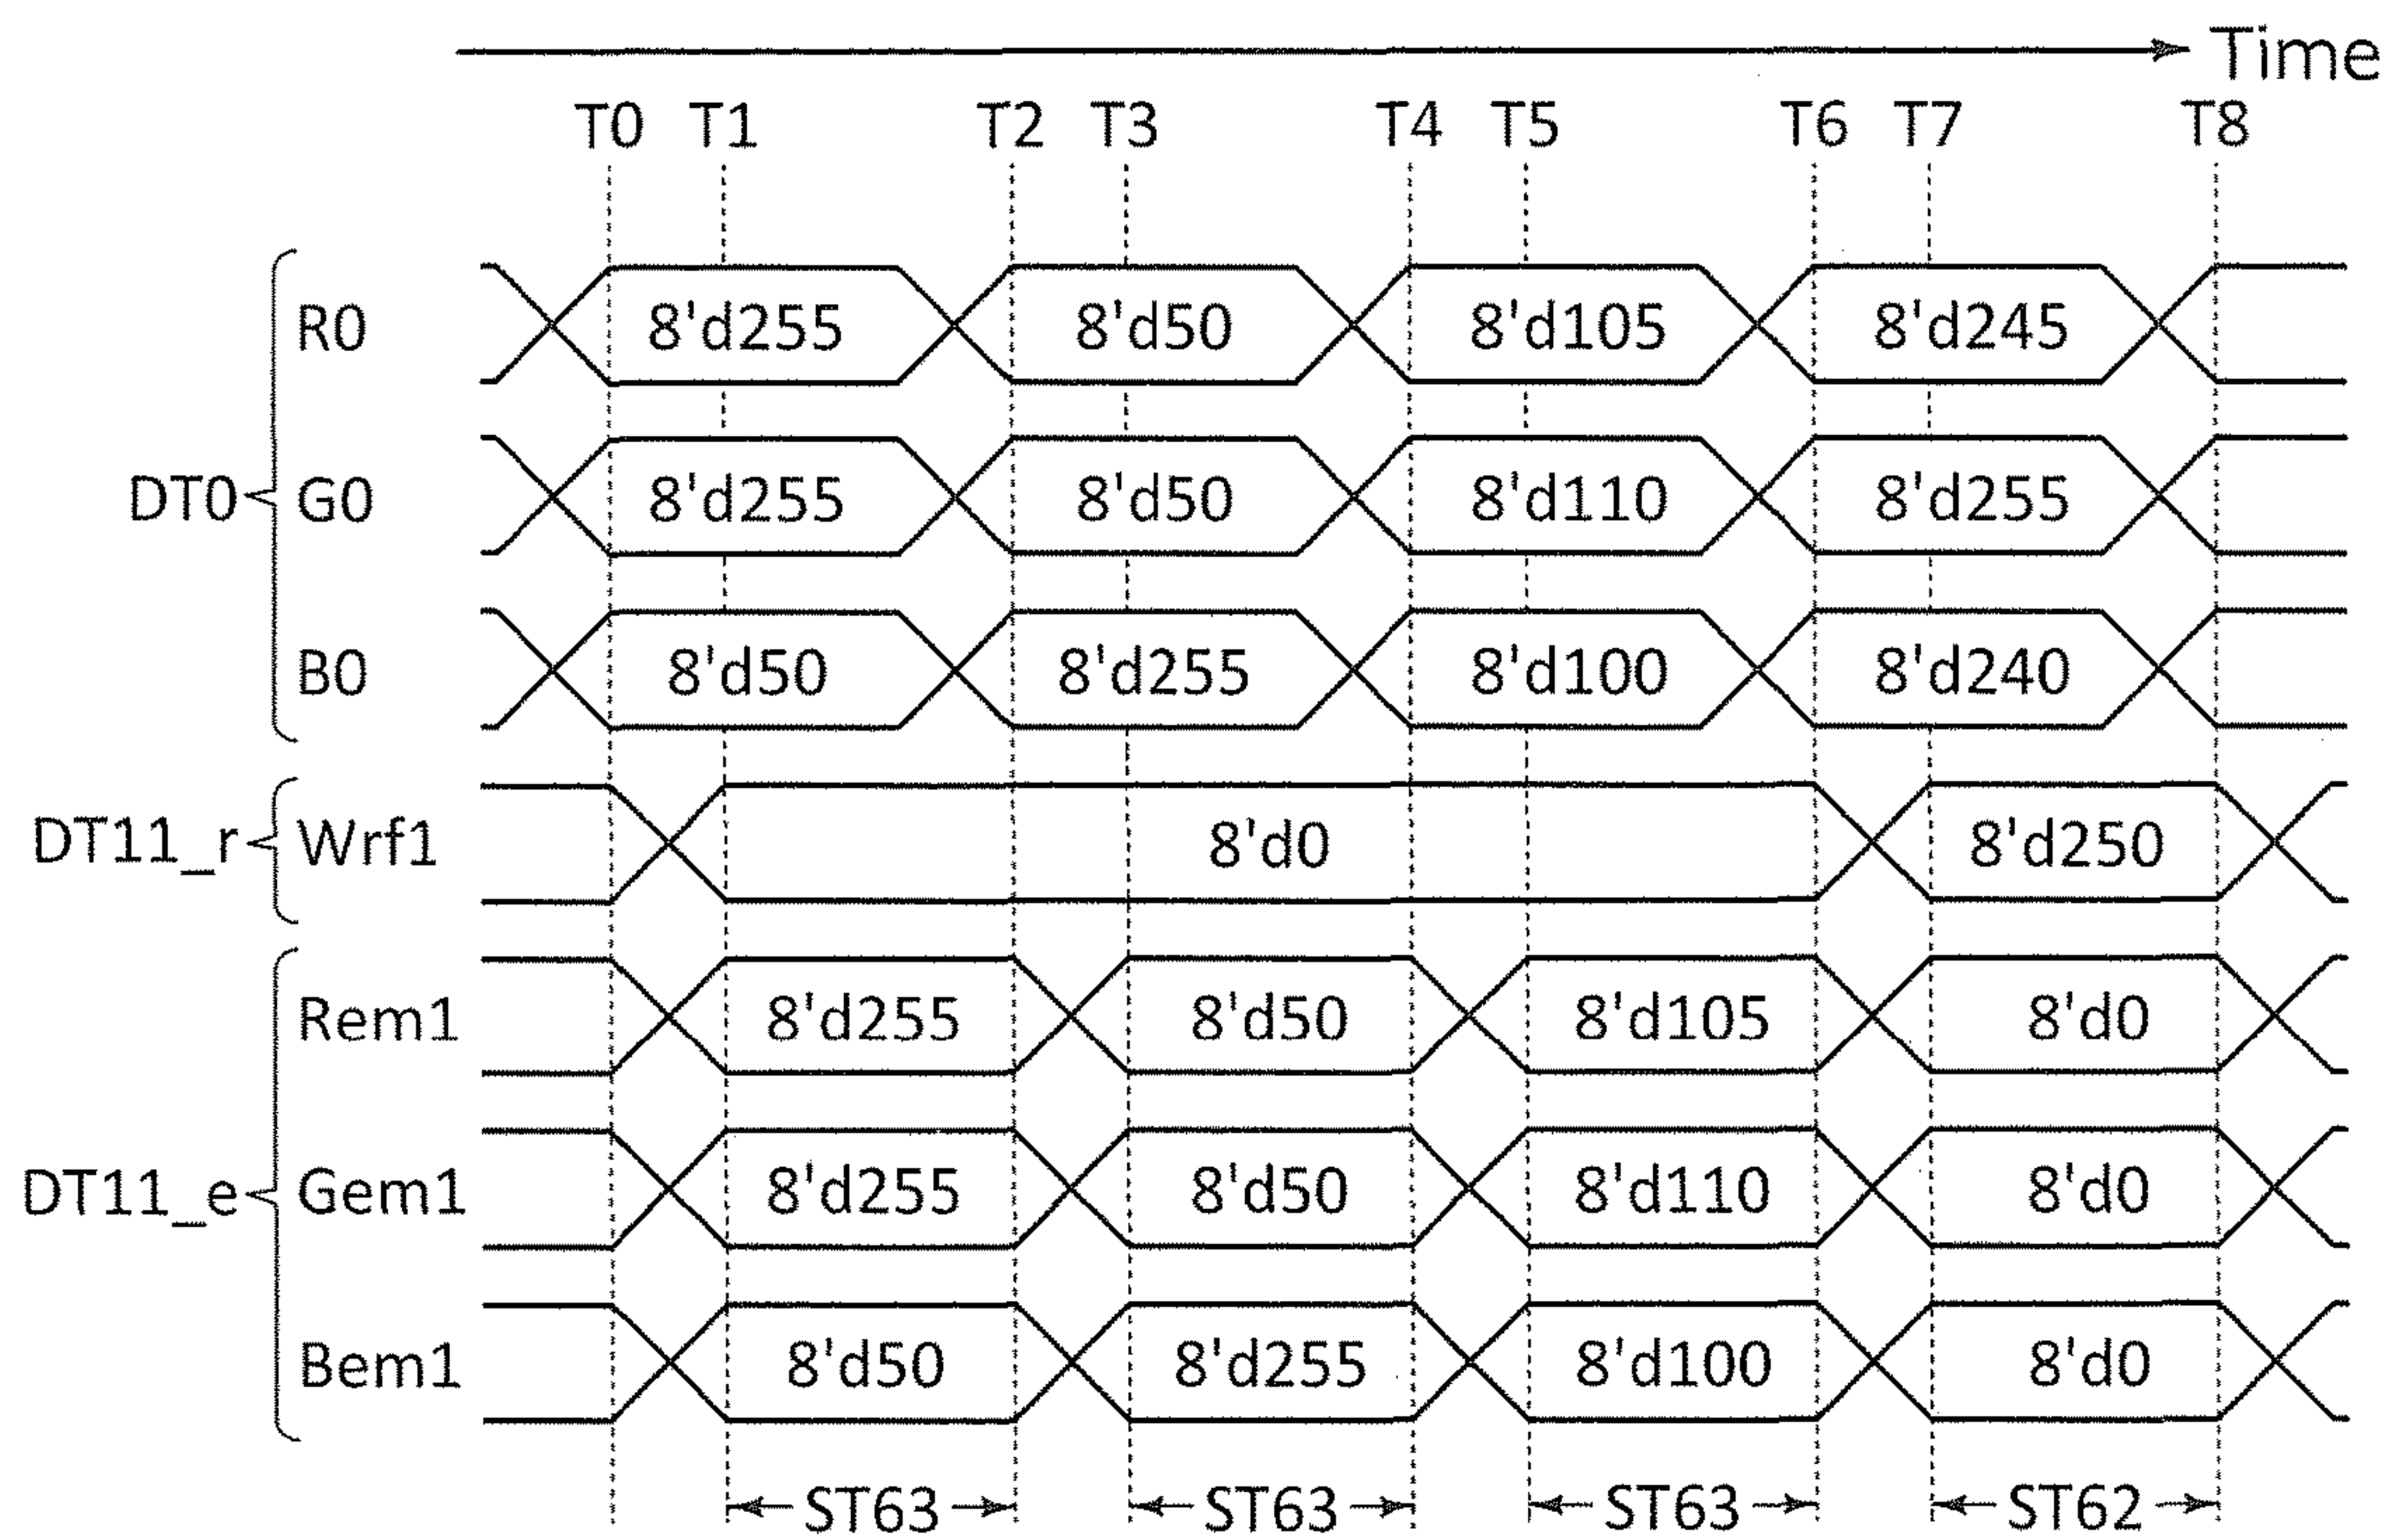 Time
T0 T1 T2 T3 T4 T5 T6 T7 T8
R0 8'd255 8'd50 8'd105 8'd245
DT0 G0 8'd255 8'd50 8'd110 8'd255
B0 8'd50 8'd255 8'd100 8'd240
DT11_r Wrf1 8'd0 8'd250
Rem1 8'd255 8'd50 8'd105 8'd0
DT11_e Gem1 8'd255 8'd50 8'd110 8'd0
Bem1 8'd50 8'd255 8'd100 8'd0
ST63 ST63 ST63 ST62